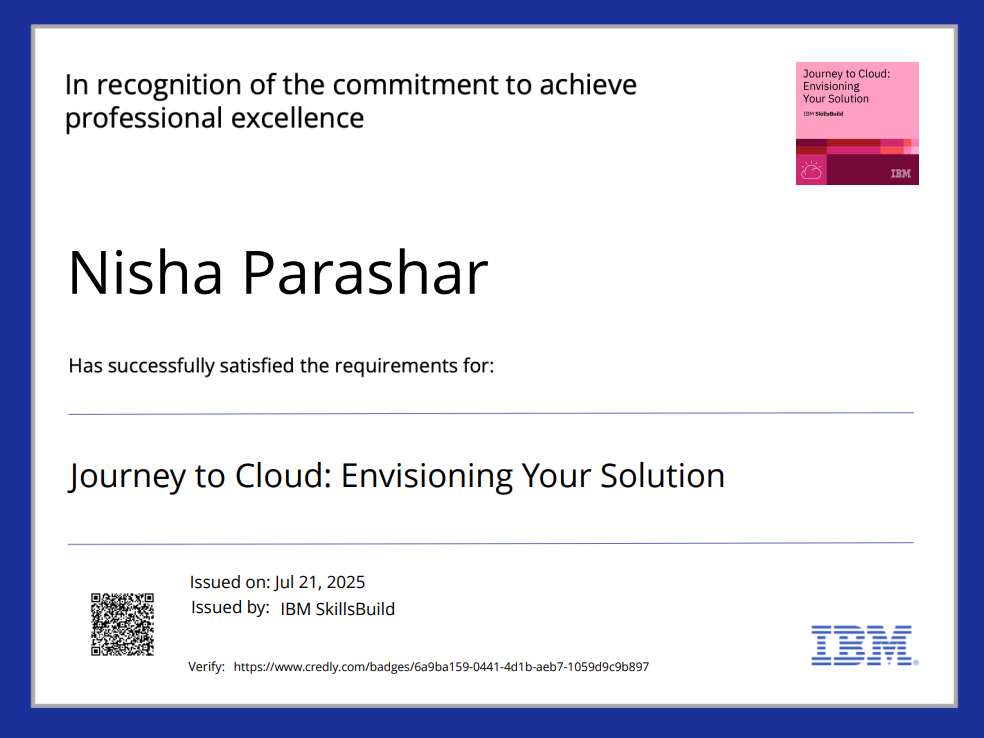 In recognition of the commitment to achieve
professional excellence
Journey to Cloud:
Envisioning
Your Solution
IBM SkillsBuild
IBM
Nisha Parashar
Has successfully satisfied the requirements for:
Journey to Cloud: Envisioning Your Solution
Issued on: Jul 21, 2025
Issued by: IBM SkillsBuild
IBM®
Verify: https://www.credly.com/badges/6a9ba159-0441-4d1b-aeb7-1059d9c9b897